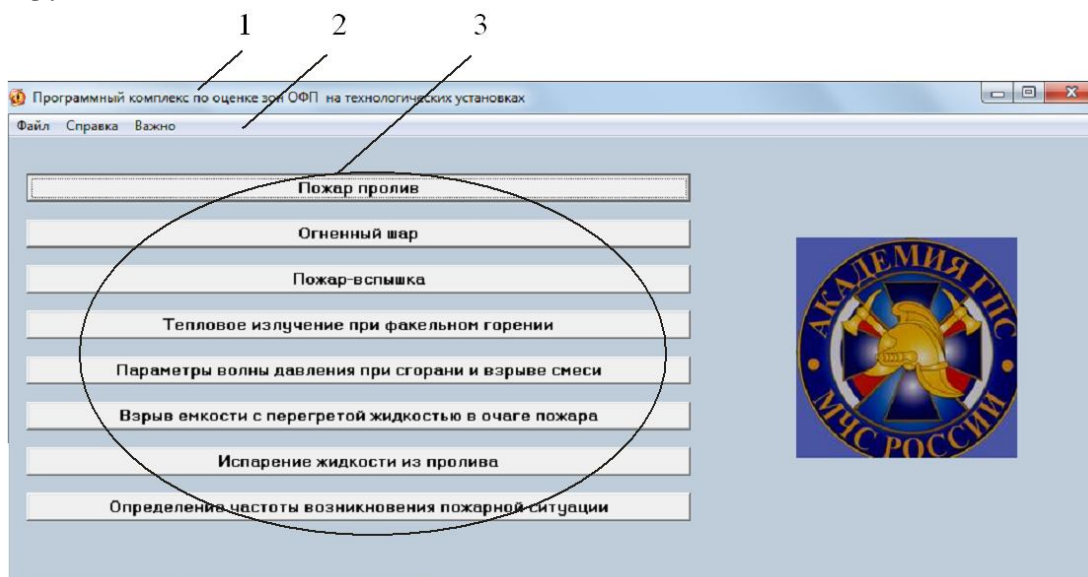 1 2 3
Программный комплекс по оценке зон ОФП на технологических установках
Файл Справка Важно
Пожар пролив
Огненный шар
Пожар-вспышка
Тепловое излучение при факельном горении
Параметры волны давления при сгорани и взрыве смеси
Взрыв емкости с перегретой жидкостью в очаге пожара
Испарение жидкости из пролива
Определение частоты возникновения пожарной ситуации
АКАДЕМИЯ ГПС
МЧС РОССИИ